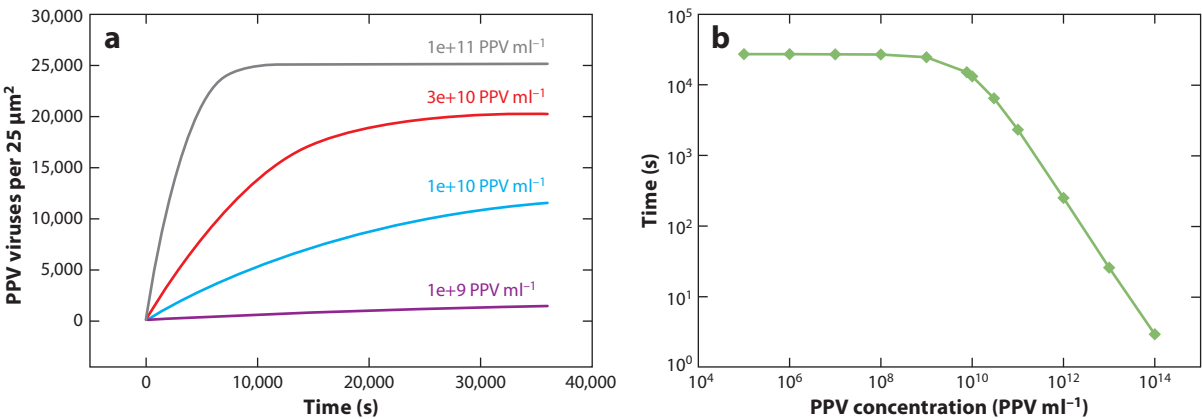 a
30,000
25,000
20,000
15,000
10,000
5,000
0
PPV viruses per 25 μm²
1e+11 PPV ml⁻¹
3e+10 PPV ml⁻¹
1e+10 PPV ml⁻¹
1e+9 PPV ml⁻¹
0
10,000
20,000
30,000
40,000
Time (s)
b
10⁵
10⁴
10³
10²
10¹
10⁰
Time (s)
10⁴
10⁶
10⁸
10¹⁰
10¹²
10¹⁴
PPV concentration (PPV ml⁻¹)